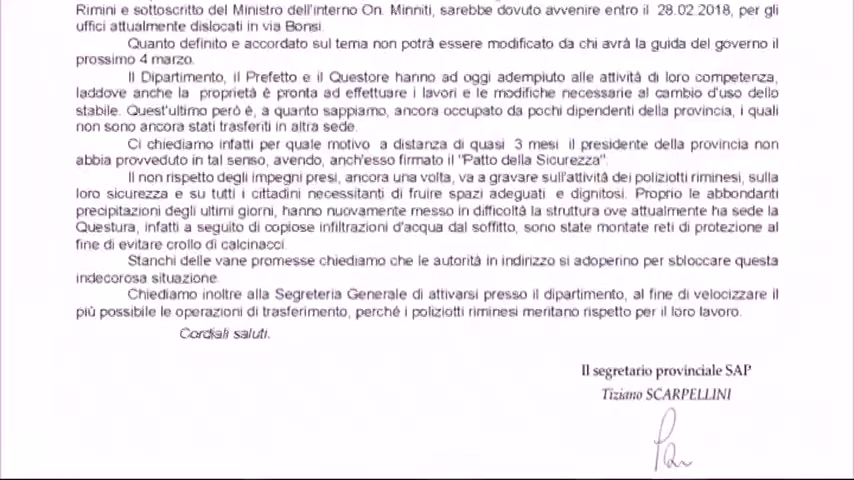 Rimini e sottoscritto del Ministro dell'interno On. Minniti, sarebbe dovuto avvenire entro il 28.02.2018, per gli
uffici attualmente dislocati in via Bonsi.
Quanto definito e accordato sul tema non potrà essere modificato da chi avrà la guida del governo il
prossimo 4 marzo.
Il Dipartimento, il Prefetto e il Questore hanno ad oggi adempiuto alle attività di loro competenza,
laddove anche la proprietà è pronta ad effettuare i lavori e le modifiche necessarie al cambio d'uso dello
stabile. Quest'ultimo però è, a quanto sappiamo, ancora occupato da pochi dipendenti della provincia, i quali
non sono ancora stati trasferiti in altra sede.
Ci chiediamo infatti per quale motivo a distanza di quasi 3 mesi il presidente della provincia non
abbia provveduto in tal senso, avendo, anch'esso firmato il "Patto della Sicurezza".
Il non rispetto degli impegni presi, ancora una volta, va a gravare sull'attività dei poliziotti riminesi, sulla
loro sicurezza e su tutti i cittadini necessitanti di fruire spazi adeguati e dignitosi. Proprio le abbondanti
precipitazioni degli ultimi giorni, hanno nuovamente messo in difficoltà la struttura ove attualmente ha sede la
Questura, infatti a seguito di copiose infiltrazioni d'acqua dal soffitto, sono state montate reti di protezione al
fine di evitare crollo di calcinacci.
Stanchi delle vane promesse chiediamo che le autorità in indirizzo si adoperino per sbloccare questa
indecorosa situazione.
Chiediamo inoltre alla Segreteria Generale di attivarsi presso il dipartimento, al fine di velocizzare il
più possibile le operazioni di trasferimento, perché i poliziotti riminesi meritano rispetto per il loro lavoro.
Cordiali saluti.
Il segretario provinciale SAP
Tiziano SCARPELLINI